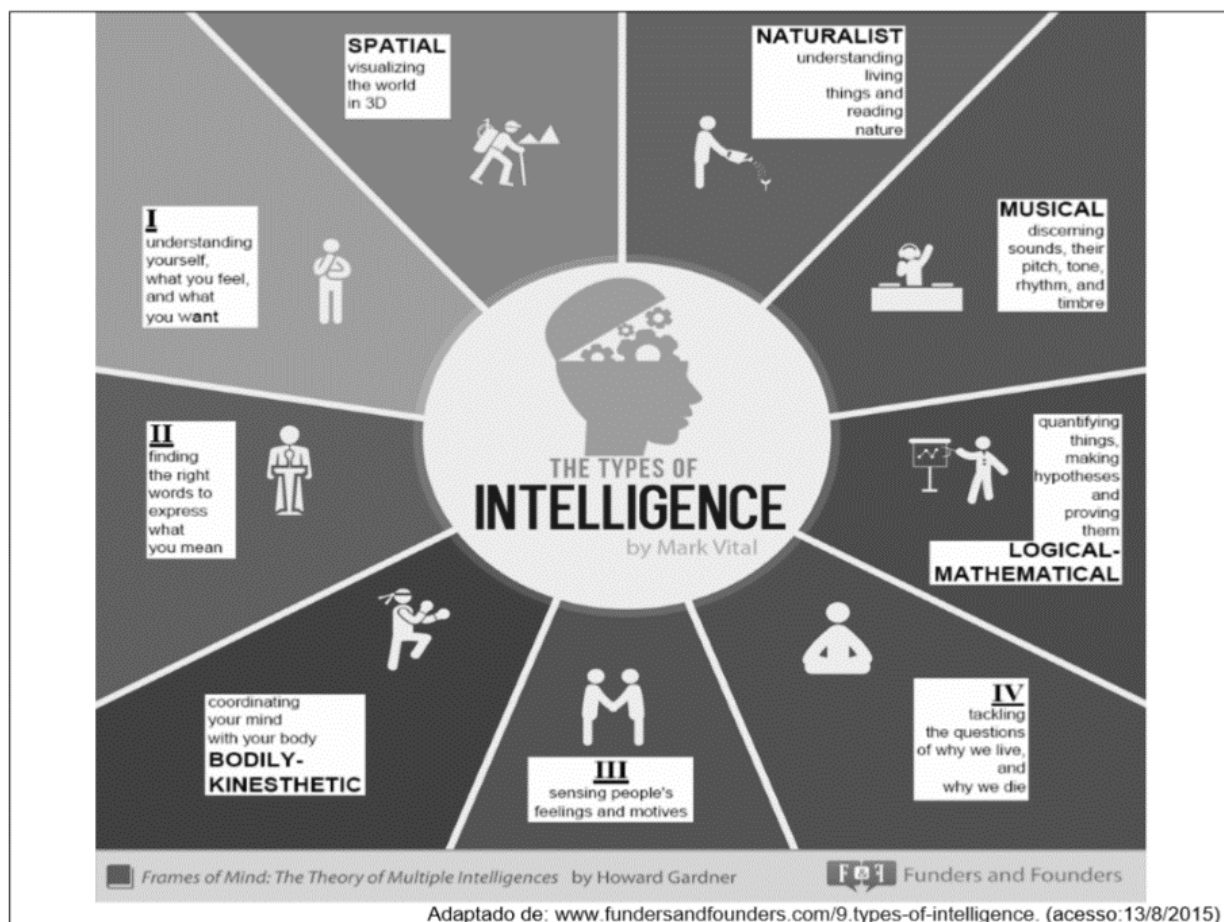 SPATIAL
visualizing
the world
in 3D
NATURALIST
understanding
living
things and
reading
nature
MUSICAL
discerning
sounds, their
pitch, tone,
rhythm, and
timbre
I
understanding
yourself,
what you feel,
and what
you want
II
finding
the right
words to
express
what
you mean
quantifying
things,
making
hypotheses
and
proving
them
LOGICAL-
MATHEMATICAL
THE TYPES OF
INTELLIGENCE
by Mark Vital
coordinating
your mind
with your body
BODILY-
KINESTHETIC
III
sensing people's
feelings and motives
IV
tackling
the questions
of why we live,
and
why we die
Frames of Mind: The Theory of Multiple Intelligences by Howard Gardner
F&F Funders and Founders
Adaptado de: www.fundersandfounders.com/9.types-of-intelligence. (acesso:13/8/2015)